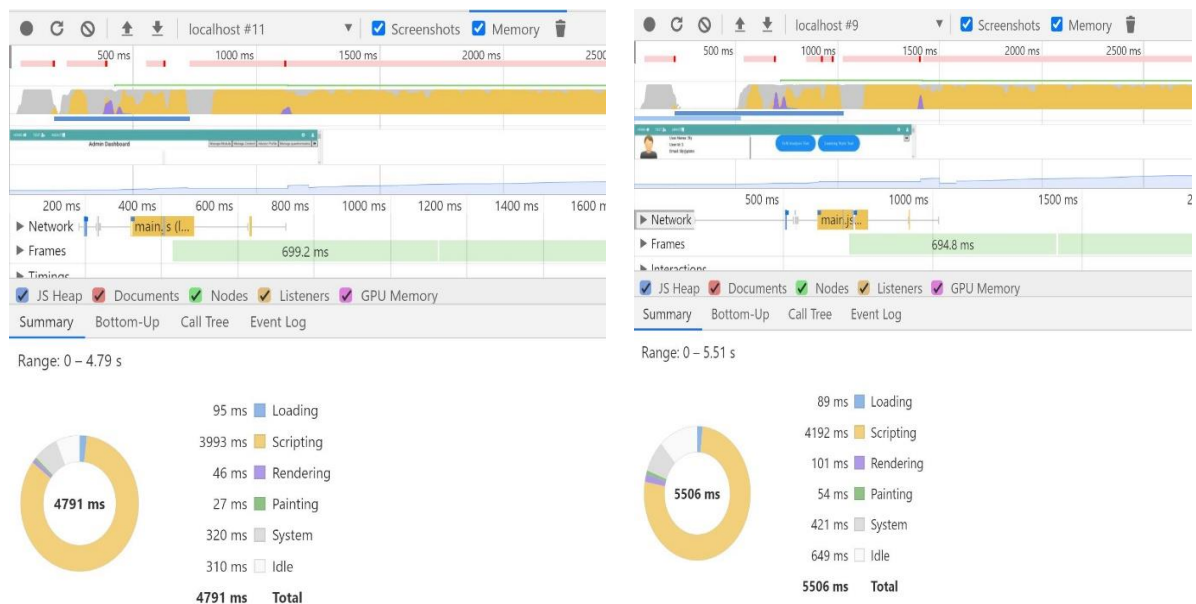 localhost #11 Screenshots Memory
500 ms 1000 ms 1500 ms 2000 ms 2500
Admin Dashboard
200 ms 400 ms 600 ms 800 ms 1000 ms 1200 ms 1400 ms 1600 m
Network main.js (l...
Frames 699.2 ms
Timings
JS Heap Documents Nodes Listeners GPU Memory
Summary Bottom-Up Call Tree Event Log
Range: 0 – 4.79 s
95 ms Loading
3993 ms Scripting
46 ms Rendering
27 ms Painting
320 ms System
310 ms Idle
4791 ms Total
4791 ms
localhost #9 Screenshots Memory
500 ms 1000 ms 1500 ms 2000 ms 2500 ms
500 ms 1000 ms 1500 ms 2
Network main.js...
Frames 694.8 ms
Interactions
JS Heap Documents Nodes Listeners GPU Memory
Summary Bottom-Up Call Tree Event Log
Range: 0 – 5.51 s
89 ms Loading
4192 ms Scripting
101 ms Rendering
54 ms Painting
421 ms System
649 ms Idle
5506 ms Total
5506 ms